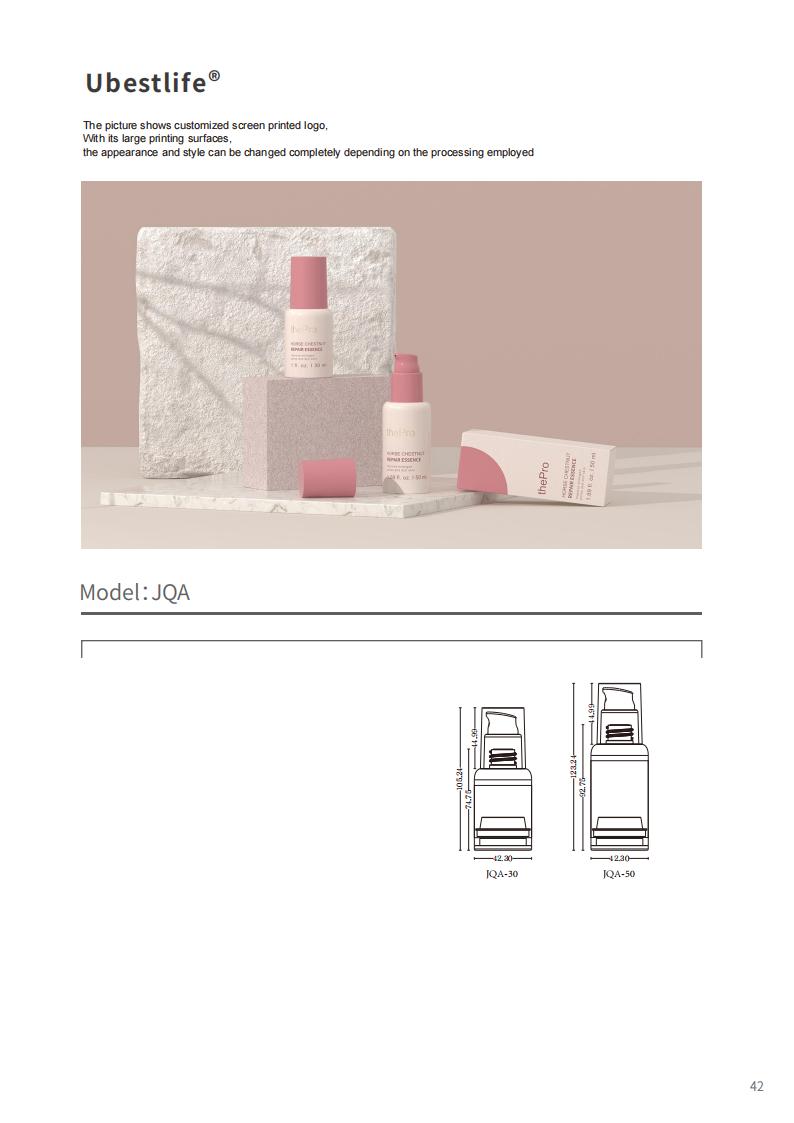 Ubestlife®
The picture shows customized screen printed logo,
With its large printing surfaces,
the appearance and style can be changed completely depending on the processing employed
thePro
HORSE CHESTNUT
REPAIR ESSENCE
1 fl. oz. | 30 ml
thePro
HORSE CHESTNUT
REPAIR ESSENCE
1.69 fl. oz. | 50 ml
thePro
HORSE CHESTNUT
REPAIR ESSENCE
1.69 fl. oz. | 50 ml
Model：JQA
105.24
74.75
44.99
42.30
JQA-30
123.24
92.75
44.99
42.30
JQA-50
42